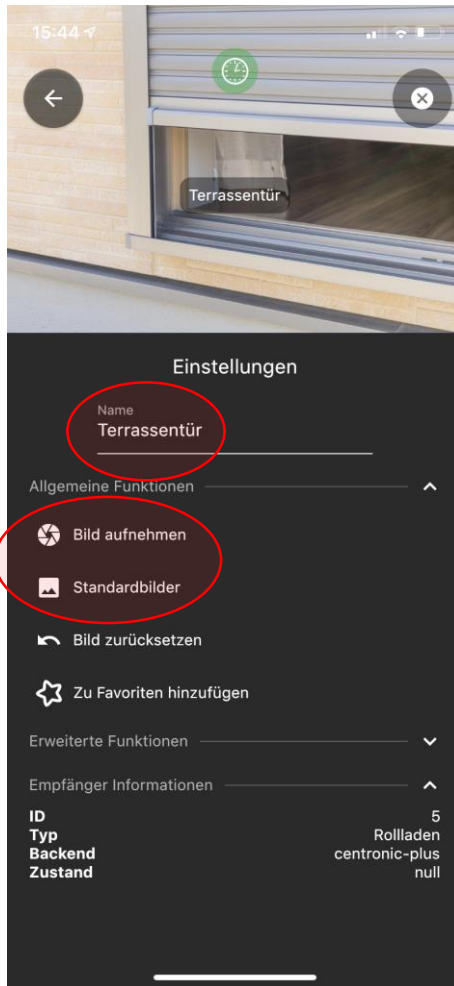 15:44
Terrassentür
Einstellungen
Name
Terrassentür
Allgemeine Funktionen
Bild aufnehmen
Standardbilder
Bild zurücksetzen
Zu Favoriten hinzufügen
Erweiterte Funktionen
Empfänger Informationen
ID 5
Typ Rollladen
Backend centronic-plus
Zustand null